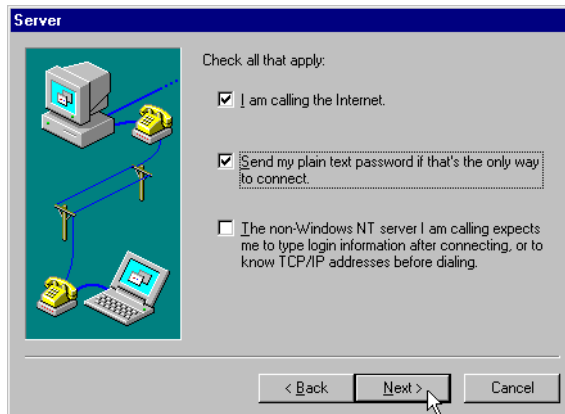 Server
Check all that apply:
I am calling the Internet.
Send my plain text password if that's the only way
to connect.
The non-Windows NT server I am calling expects
me to type login information after connecting, or to
know TCP/IP addresses before dialing.
< Back Next > Cancel